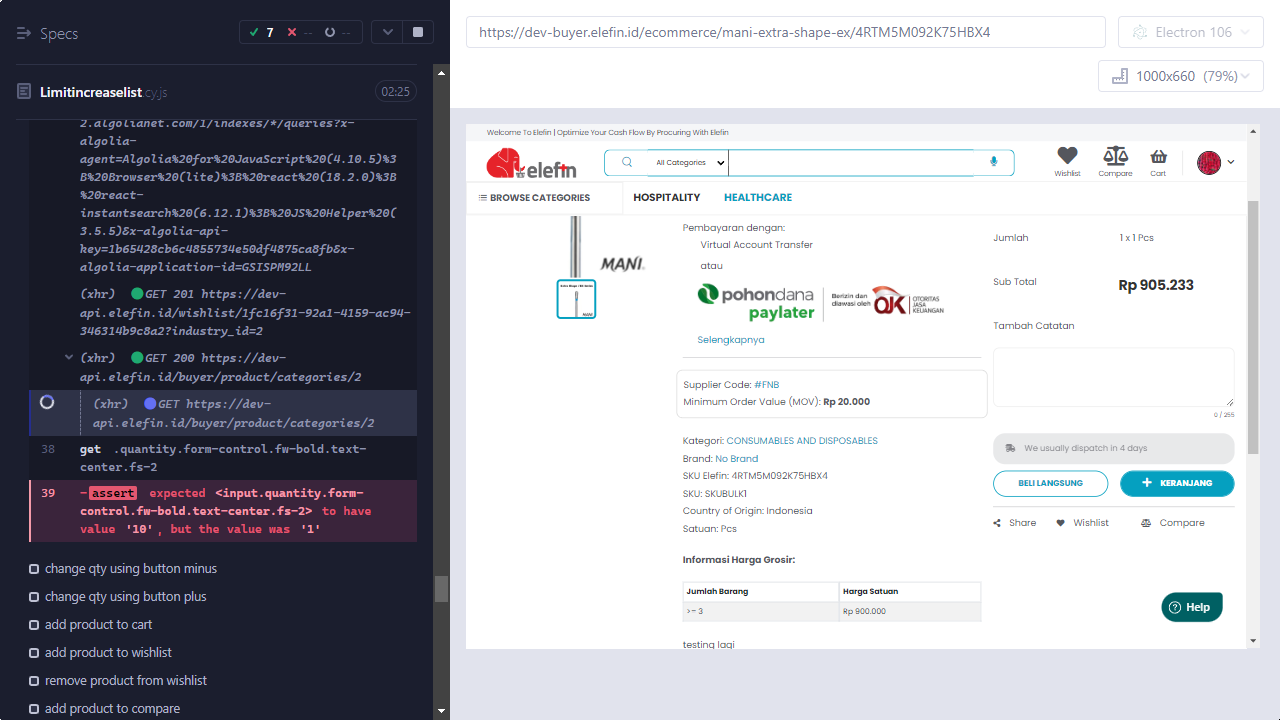 Specs
7
--
--
Limitincreaselist.cy.js
02:25
2.algolianet.com/1/indexes/*/queries?x-
algolia-
agent=Algolia%20for%20JavaScript%20(4.10.5)%3
B%20Browser%20(lite)%3B%20react%20(18.2.0)%3B
%20react-
instantsearch%20(6.12.1)%3B%20JS%20Helper%20(
3.5.5)&x-algolia-api-
key=1b65428cb6c4855734e50df4875ca8fb&x-
algolia-application-id=GSISPM92LL
(xhr) GET 201 https://dev-
api.elefin.id/wishlist/1fc16f31-92a1-4159-ac94-
346314b9c8a2?industry_id=2
(xhr) GET 200 https://dev-
api.elefin.id/buyer/product/categories/2
(xhr) GET https://dev-
api.elefin.id/buyer/product/categories/2
38 get .quantity.form-control.fw-bold.text-
center.fs-2
39 -assert expected <input.quantity.form-
control.fw-bold.text-center.fs-2> to have
value '10', but the value was '1'
change qty using button minus
change qty using button plus
add product to cart
add product to wishlist
remove product from wishlist
add product to compare
https://dev-buyer.elefin.id/ecommerce/mani-extra-shape-ex/4RTM5M092K75HBX4
Electron 106
1000x660 (79%)
Welcome To Elefin | Optimize Your Cash Flow By Procuring With Elefin
elefin
All Categories
Wishlist
Compare
Cart
BROWSE CATEGORIES
HOSPITALITY
HEALTHCARE
MANI.
Pembayaran dengan:
Virtual Account Transfer
atau
pohondana
paylater
Berizin dan
diawasi oleh
OJK
OTORITAS
JASA
KEUANGAN
Selengkapnya
Supplier Code: #FNB
Minimum Order Value (MOV): Rp 20.000
Kategori: CONSUMABLES AND DISPOSABLES
Brand: No Brand
SKU Elefin: 4RTM5M092K75HBX4
SKU: SKUBULK1
Country of Origin: Indonesia
Satuan: Pcs
Informasi Harga Grosir:
Jumlah Barang
Harga Satuan
>= 3
Rp 900.000
testing lagi
Jumlah
1 x 1 Pcs
Sub Total
Rp 905.233
Tambah Catatan
0 / 255
We usually dispatch in 4 days
BELI LANGSUNG
+ KERANJANG
Share
Wishlist
Compare
Help